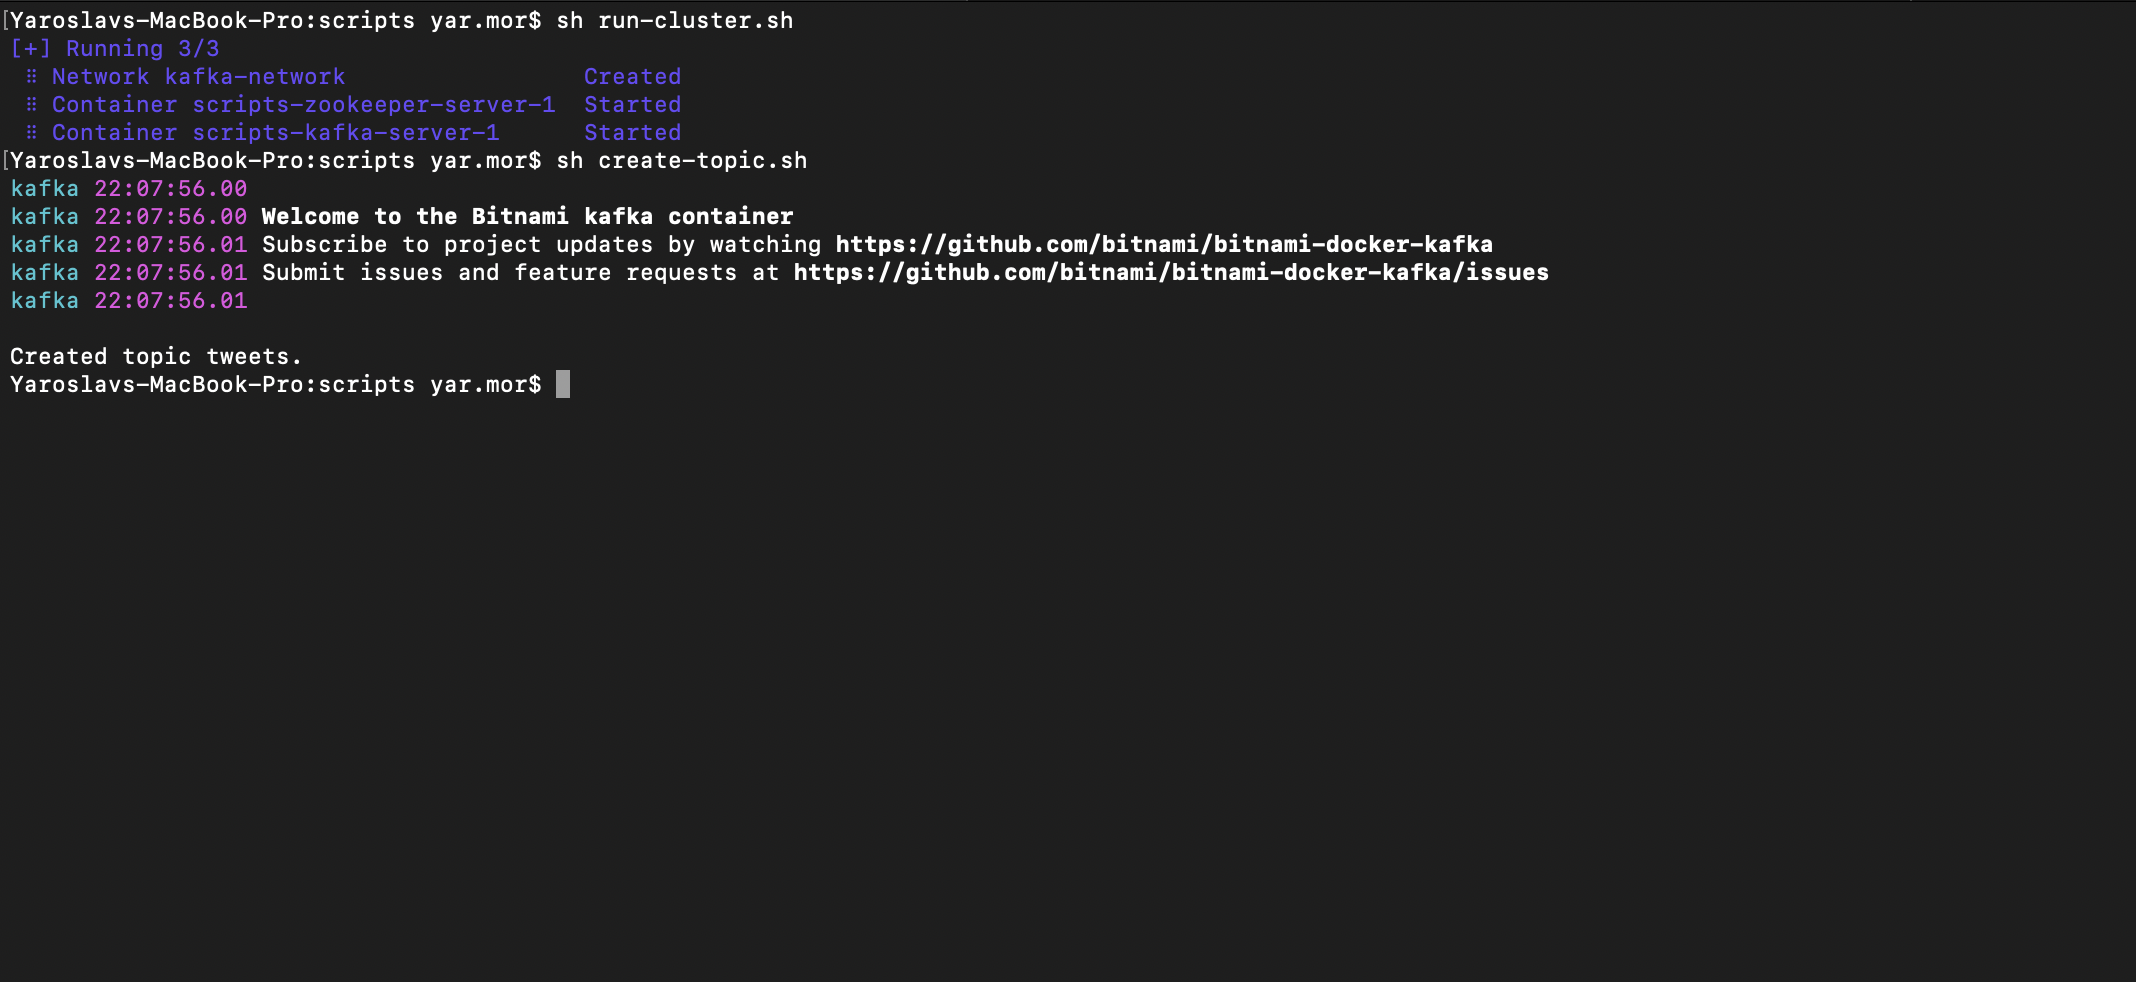 [Yaroslavs-MacBook-Pro:scripts yar.mor$ sh run-cluster.sh
[+] Running 3/3
⠿ Network kafka-network Created
⠿ Container scripts-zookeeper-server-1 Started
⠿ Container scripts-kafka-server-1 Started
[Yaroslavs-MacBook-Pro:scripts yar.mor$ sh create-topic.sh
kafka 22:07:56.00
kafka 22:07:56.00 Welcome to the Bitnami kafka container
kafka 22:07:56.01 Subscribe to project updates by watching https://github.com/bitnami/bitnami-docker-kafka
kafka 22:07:56.01 Submit issues and feature requests at https://github.com/bitnami/bitnami-docker-kafka/issues
kafka 22:07:56.01
Created topic tweets.
Yaroslavs-MacBook-Pro:scripts yar.mor$